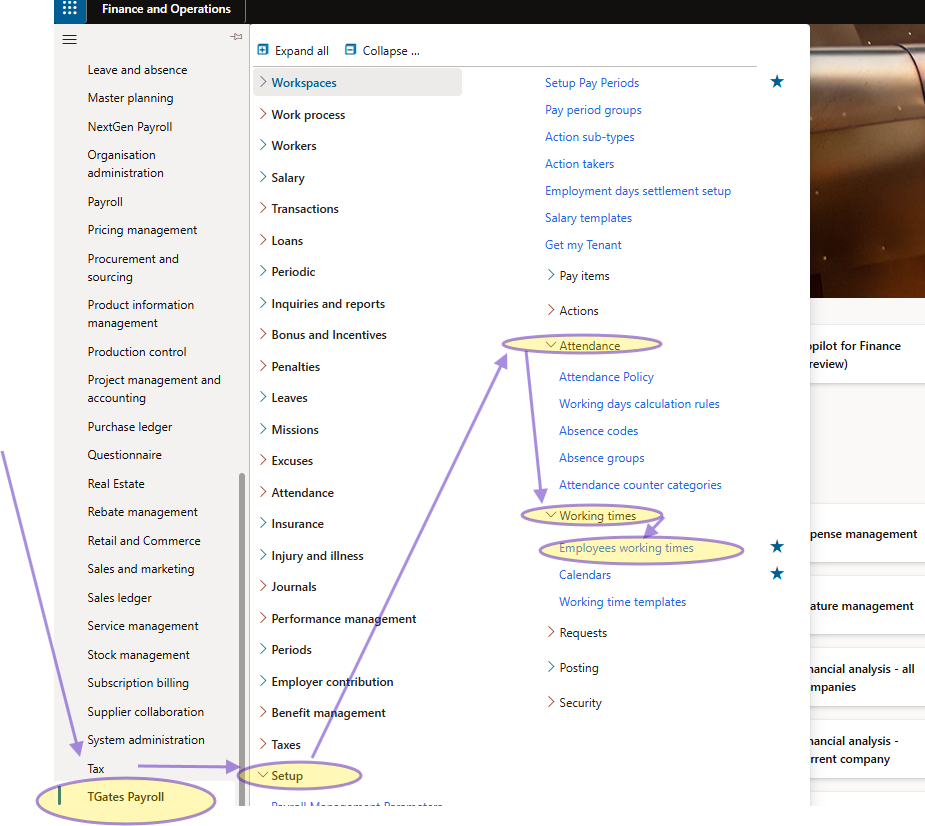 Finance and Operations
Leave and absence
Master planning
NextGen Payroll
Organisation
administration
Payroll
Pricing management
Procurement and
sourcing
Product information
management
Production control
Project management and
accounting
Purchase ledger
Questionnaire
Real Estate
Rebate management
Retail and Commerce
Sales and marketing
Sales ledger
Service management
Stock management
Subscription billing
Supplier collaboration
System administration
Tax
TGates Payroll
Expand all
Collapse ...
Workspaces
Work process
Workers
Salary
Transactions
Loans
Periodic
Inquiries and reports
Bonus and Incentives
Penalties
Leaves
Missions
Excuses
Attendance
Insurance
Injury and illness
Journals
Performance management
Periods
Employer contribution
Benefit management
Taxes
Setup
Payroll Management Parameters
Setup Pay Periods
Pay period groups
Action sub-types
Action takers
Employment days settlement setup
Salary templates
Get my Tenant
Pay items
Actions
Attendance
Attendance Policy
Working days calculation rules
Absence codes
Absence groups
Attendance counter categories
Working times
Employees working times
Calendars
Working time templates
Requests
Posting
Security
opilot for Finance
review)
pense management
ature management
nancial analysis - all
mpanies
nancial analysis -
rrent company